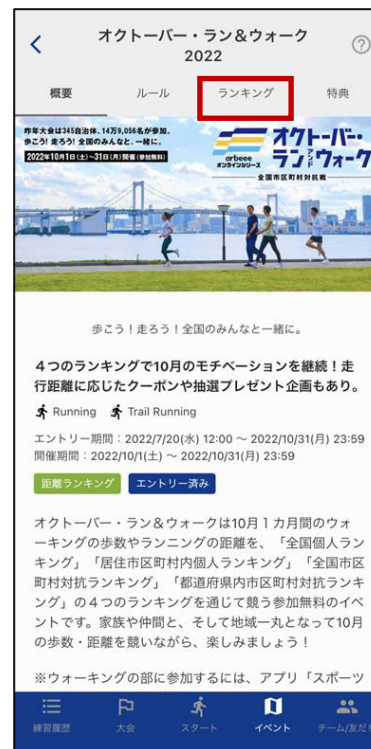 オクトーバー・ラン＆ウォーク
2022
概要 ルール ランキング 特典
昨年大会は345自治体、14万9,056名が参加。
歩こう! 走ろう! 全国のみんなと、一緒に。
2022年10月1日(土)~31日(月)開催(参加無料)
arbeee
オンラインシリーズ
オクトーバー・
ランアンドウォーク
全国市区町村対抗戦
歩こう！走ろう！全国のみんなと一緒に。
４つのランキングで10月のモチベーションを継続！走
行距離に応じたクーポンや抽選プレゼント企画もあり。
Running Trail Running
エントリー期間：2022/7/20(水) 12:00 ～ 2022/10/31(月) 23:59
開催期間：2022/10/1(土) ～ 2022/10/31(月) 23:59
距離ランキング エントリー済み
オクトーバー・ラン＆ウォークは10月１カ月間のウォ
ーキングの歩数やランニングの距離を、「全国個人ラン
キング」「居住市区町村内個人ランキング」「全国市区
町村対抗ランキング」「都道府県内市区町村対抗ランキ
ング」の４つのランキングを通じて競う参加無料のイベ
ントです。家族や仲間と、そして地域一丸となって10月
の歩数・距離を競いながら、楽しみましょう！
※ウォーキングの部に参加するには、アプリ「スポーツ
練習履歴 大会 スタート イベント チーム/友だち